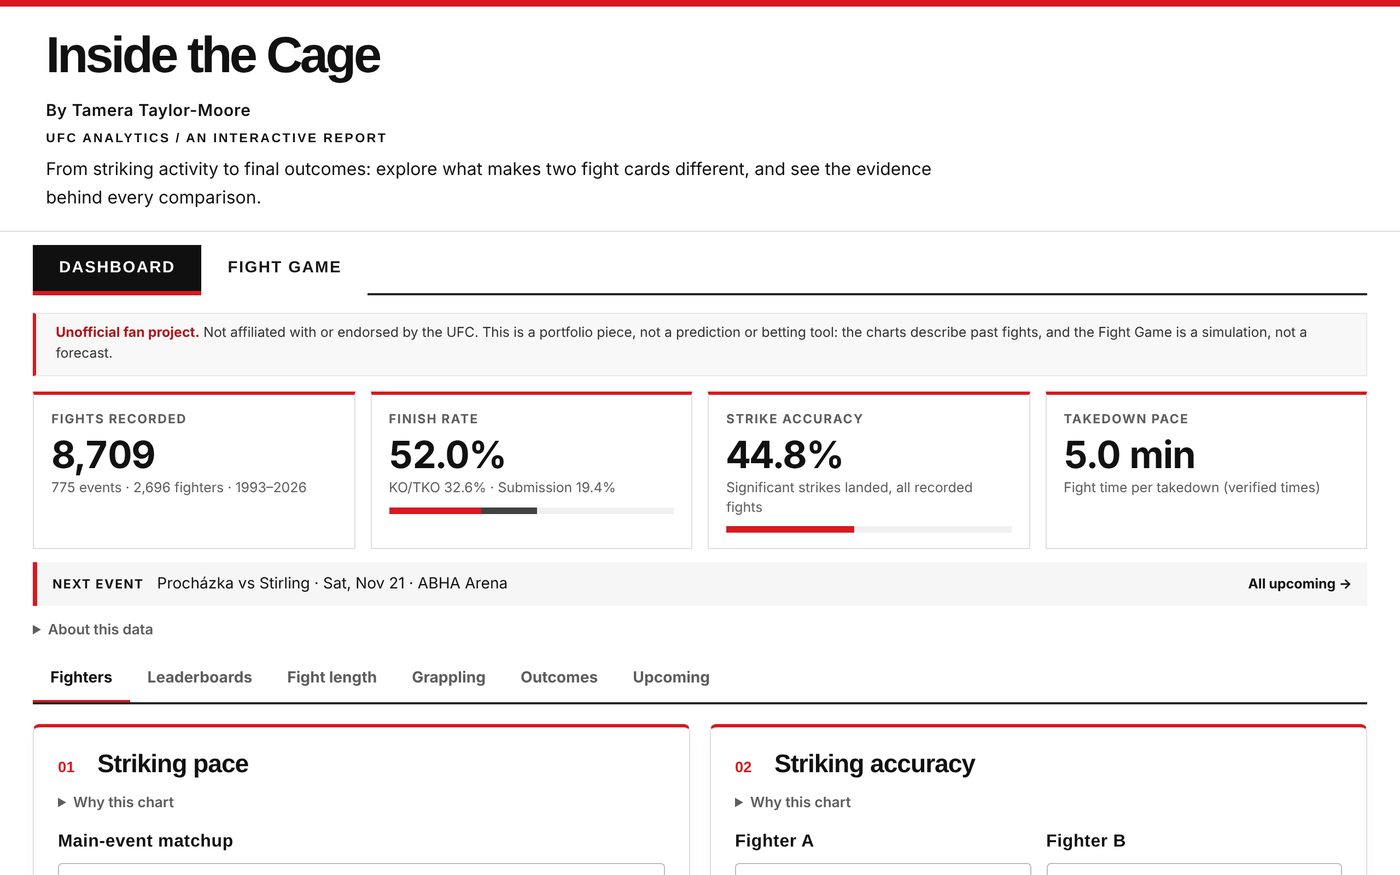 Inside the Cage
By Tamera Taylor-Moore
UFC ANALYTICS / AN INTERACTIVE REPORT
From striking activity to final outcomes: explore what makes two fight cards different, and see the evidence
behind every comparison.
DASHBOARD
FIGHT GAME
Unofficial fan project. Not affiliated with or endorsed by the UFC. This is a portfolio piece, not a prediction or betting tool: the charts describe past fights, and the Fight Game is a simulation, not a
forecast.
FIGHTS RECORDED
8,709
775 events · 2,696 fighters · 1993–2026
FINISH RATE
52.0%
KO/TKO 32.6% · Submission 19.4%
STRIKE ACCURACY
44.8%
Significant strikes landed, all recorded
fights
TAKEDOWN PACE
5.0 min
Fight time per takedown (verified times)
NEXT EVENT Procházka vs Stirling · Sat, Nov 21 · ABHA Arena
All upcoming →
About this data
Fighters
Leaderboards
Fight length
Grappling
Outcomes
Upcoming
01 Striking pace
Why this chart
Main-event matchup
02 Striking accuracy
Why this chart
Fighter A
Fighter B